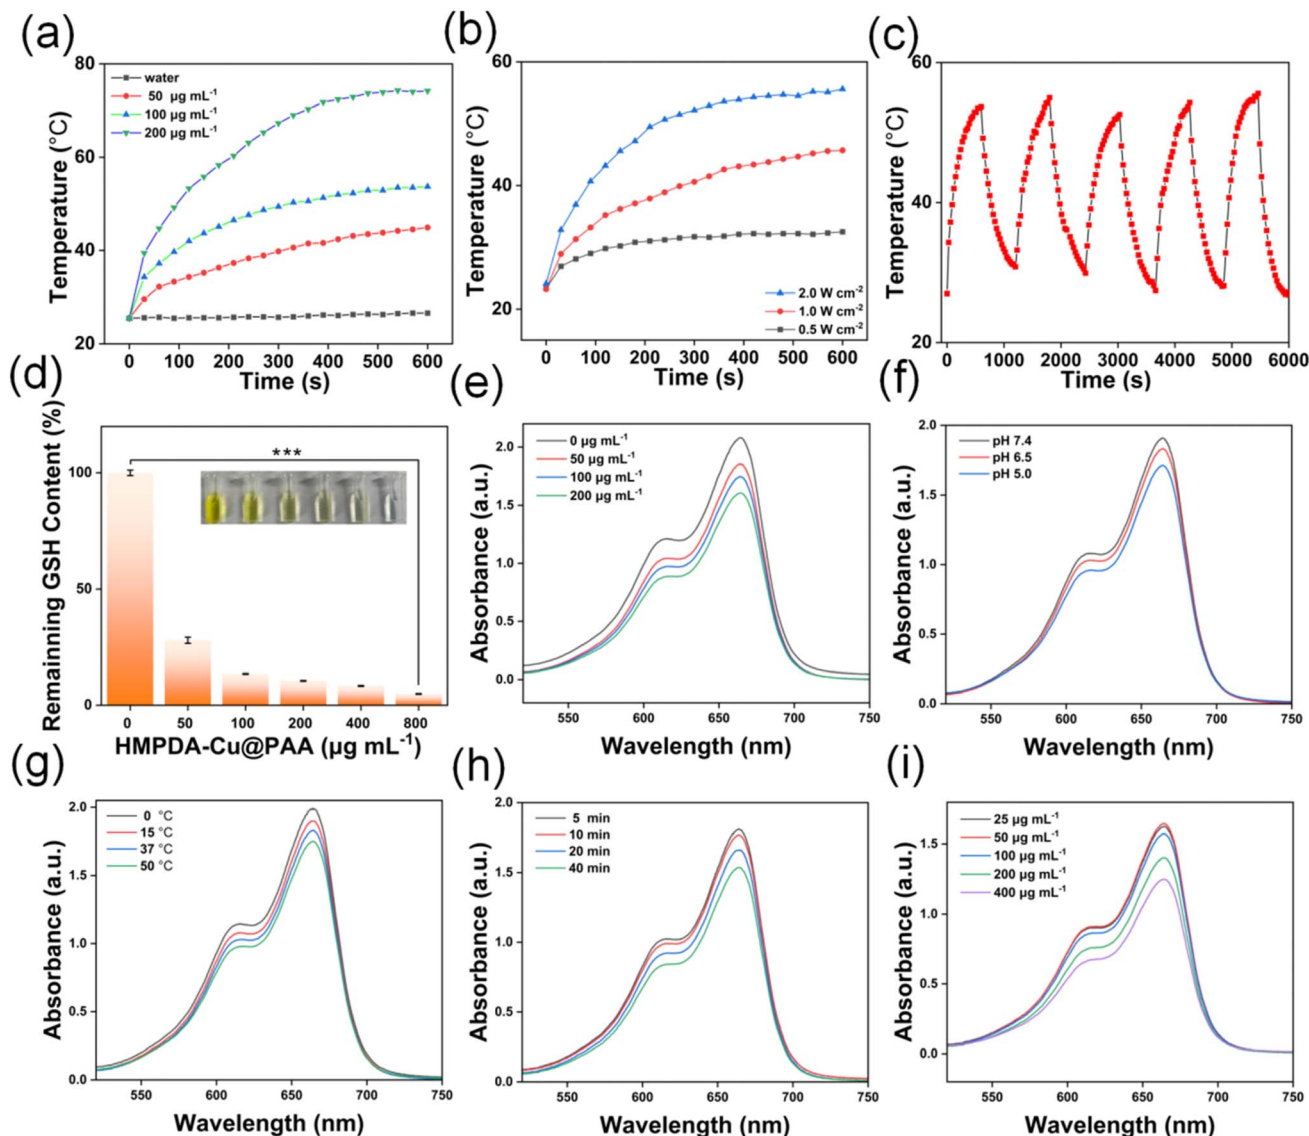 (a)
80
60
40
20
Temperature (°C)
water
50 µg mL⁻¹
100 µg mL⁻¹
200 µg mL⁻¹
0 100 200 300 400 500 600
Time (s)
(b)
60
40
20
Temperature (°C)
2.0 W cm⁻²
1.0 W cm⁻²
0.5 W cm⁻²
0 100 200 300 400 500 600
Time (s)
(c)
60
40
20
Temperature (°C)
0 1000 2000 3000 4000 5000 6000
Time (s)
(d)
Remainning GSH Content (%)
100
50
0
***
0 50 100 200 400 800
HMPDA-Cu@PAA (µg mL⁻¹)
(e)
Absorbance (a.u.)
2.0
1.5
1.0
0.5
0.0
0 µg mL⁻¹
50 µg mL⁻¹
100 µg mL⁻¹
200 µg mL⁻¹
550 600 650 700 750
Wavelength (nm)
(f)
Absorbance (a.u.)
2.0
1.5
1.0
0.5
0.0
pH 7.4
pH 6.5
pH 5.0
550 600 650 700 750
Wavelength (nm)
(g)
Absorbance (a.u.)
2.0
1.5
1.0
0.5
0.0
0 °C
15 °C
37 °C
50 °C
550 600 650 700 750
Wavelength (nm)
(h)
Absorbance (a.u.)
2.0
1.5
1.0
0.5
0.0
5 min
10 min
20 min
40 min
550 600 650 700 750
Wavelength (nm)
(i)
Absorbance (a.u.)
1.5
1.0
0.5
0.0
25 µg mL⁻¹
50 µg mL⁻¹
100 µg mL⁻¹
200 µg mL⁻¹
400 µg mL⁻¹
550 600 650 700 750
Wavelength (nm)